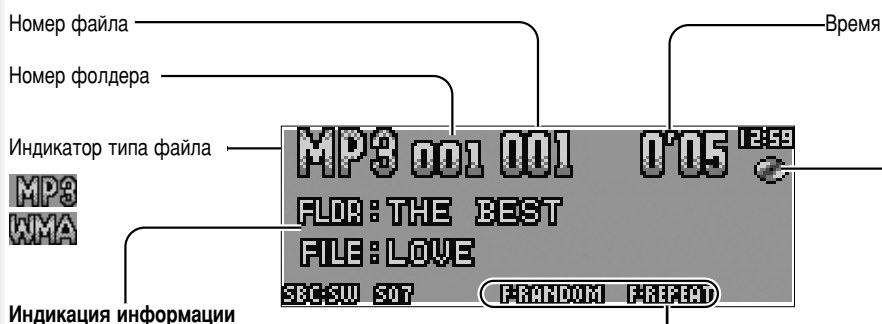 Номер файла
Время
Номер фолдера
Индикатор типа файла
MP3 001 001 0'05 12:59
MP3
WMA
FLDR:THE BEST
FILE:LOVE
SBC:SW SQ7 F.RANDOM F.REPEAT
Индикация информации